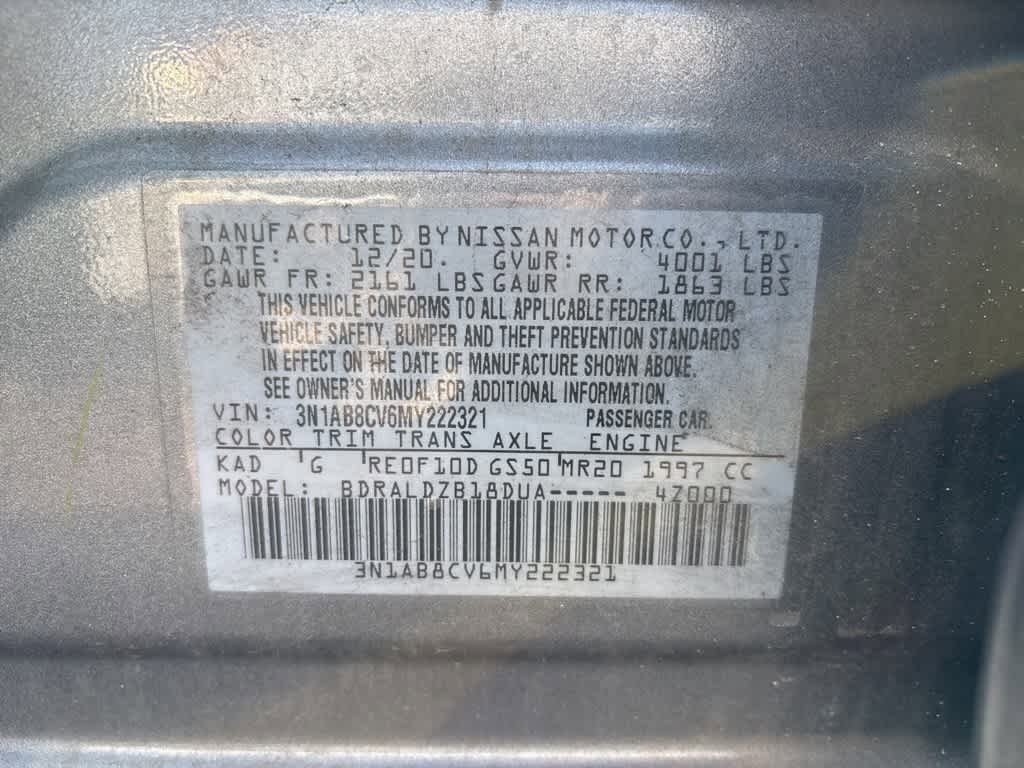 MANUFACTURED BY NISSAN MOTOR CO., LTD.
DATE: 12/20. GVWR: 4001 LBS
GAWR FR: 2161 LBS GAWR RR: 1863 LBS
THIS VEHICLE CONFORMS TO ALL APPLICABLE FEDERAL MOTOR
VEHICLE SAFETY, BUMPER AND THEFT PREVENTION STANDARDS
IN EFFECT ON THE DATE OF MANUFACTURE SHOWN ABOVE.
SEE OWNER'S MANUAL FOR ADDITIONAL INFORMATION.
VIN: 3N1AB8CV6MY222321 PASSENGER CAR.
COLOR TRIM TRANS AXLE ENGINE
KAD G RE0F10D GS50 MR20 1997 CC
MODEL: BDRALDZB18DUA----- 4Z000
3N1AB8CV6MY222321